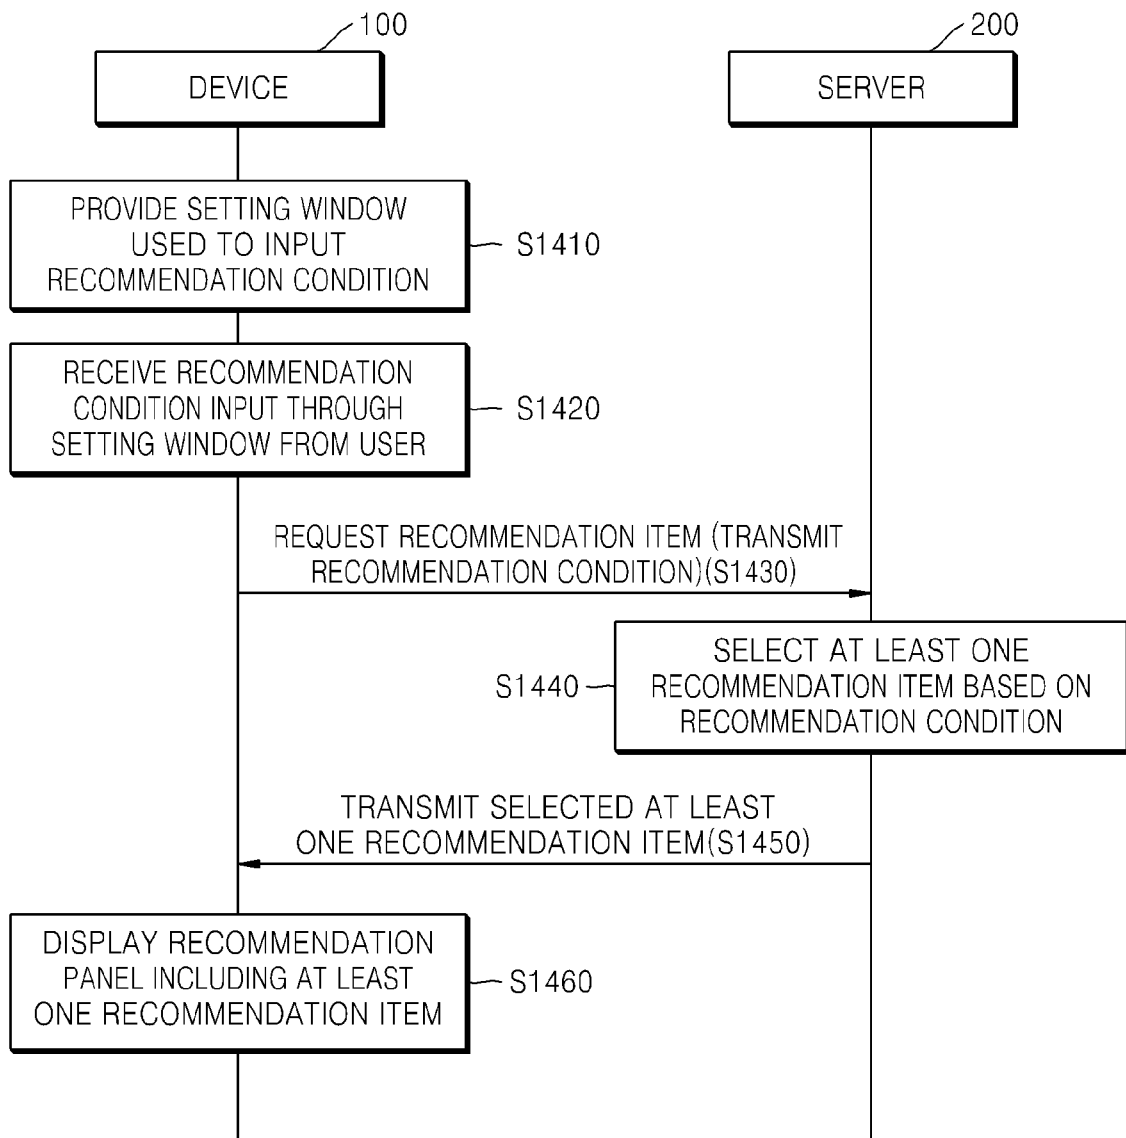 100
200
DEVICE
SERVER
PROVIDE SETTING WINDOW
USED TO INPUT
RECOMMENDATION CONDITION
S1410
RECEIVE RECOMMENDATION
CONDITION INPUT THROUGH
SETTING WINDOW FROM USER
S1420
REQUEST RECOMMENDATION ITEM (TRANSMIT
RECOMMENDATION CONDITION)(S1430)
SELECT AT LEAST ONE
RECOMMENDATION ITEM BASED ON
RECOMMENDATION CONDITION
S1440
TRANSMIT SELECTED AT LEAST
ONE RECOMMENDATION ITEM(S1450)
DISPLAY RECOMMENDATION
PANEL INCLUDING AT LEAST
ONE RECOMMENDATION ITEM
S1460